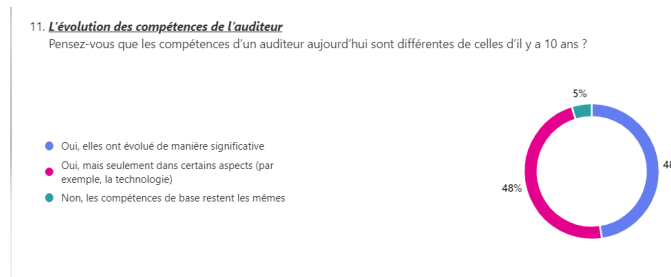 11. L'évolution des compétences de l'auditeur
Pensez-vous que les compétences d'un auditeur aujourd'hui sont différentes de celles d'il y a 10 ans ?
5%
Oui, elles ont évolué de manière significative
Oui, mais seulement dans certains aspects (par
exemple, la technologie)
Non, les compétences de base restent les mêmes
48%